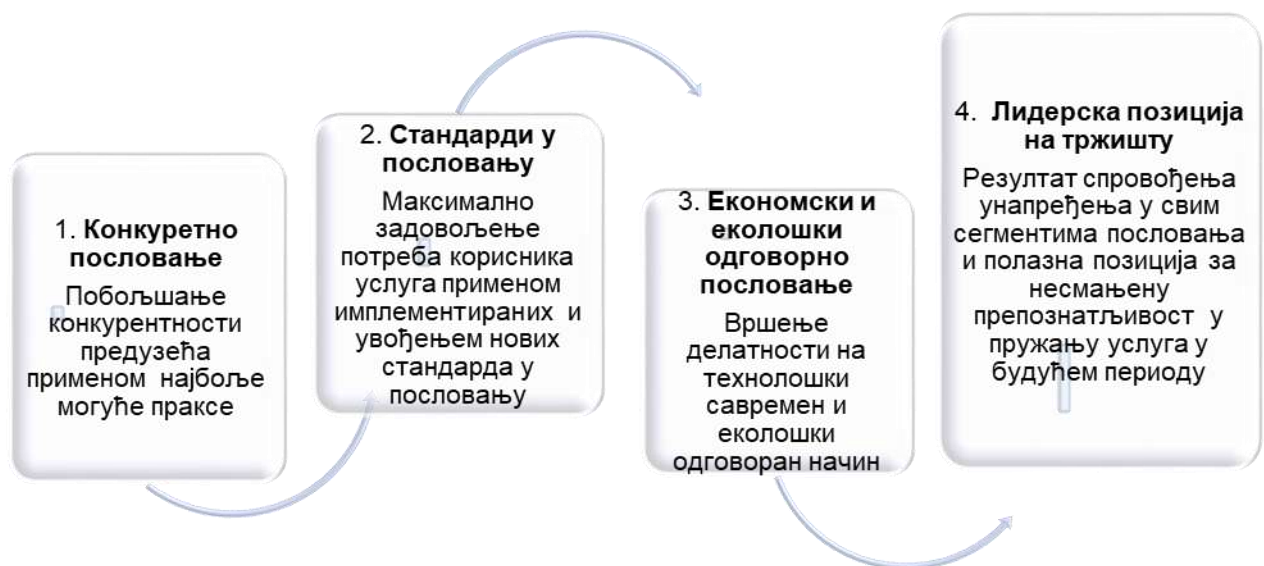 1. Конкуретно
пословање
Побољшање
конкурентности
предузећа
применом најбоље
могуће праксе
2. Стандарди у
пословању
Максимално
задовољење
потреба корисника
услуга применом
имплементираних и
увођењем нових
стандарда у
пословању
3. Економски и
еколошки
одговорно
пословање
Вршење
делатности на
технолошки
савремен и
еколошки
одговоран начин
4. Лидерска позиција
на тржишту
Резултат спровођења
унапређења у свим
сегментима пословања
и полазна позиција за
несмањену
препознатљивост у
пружању услуга у
будућем периоду